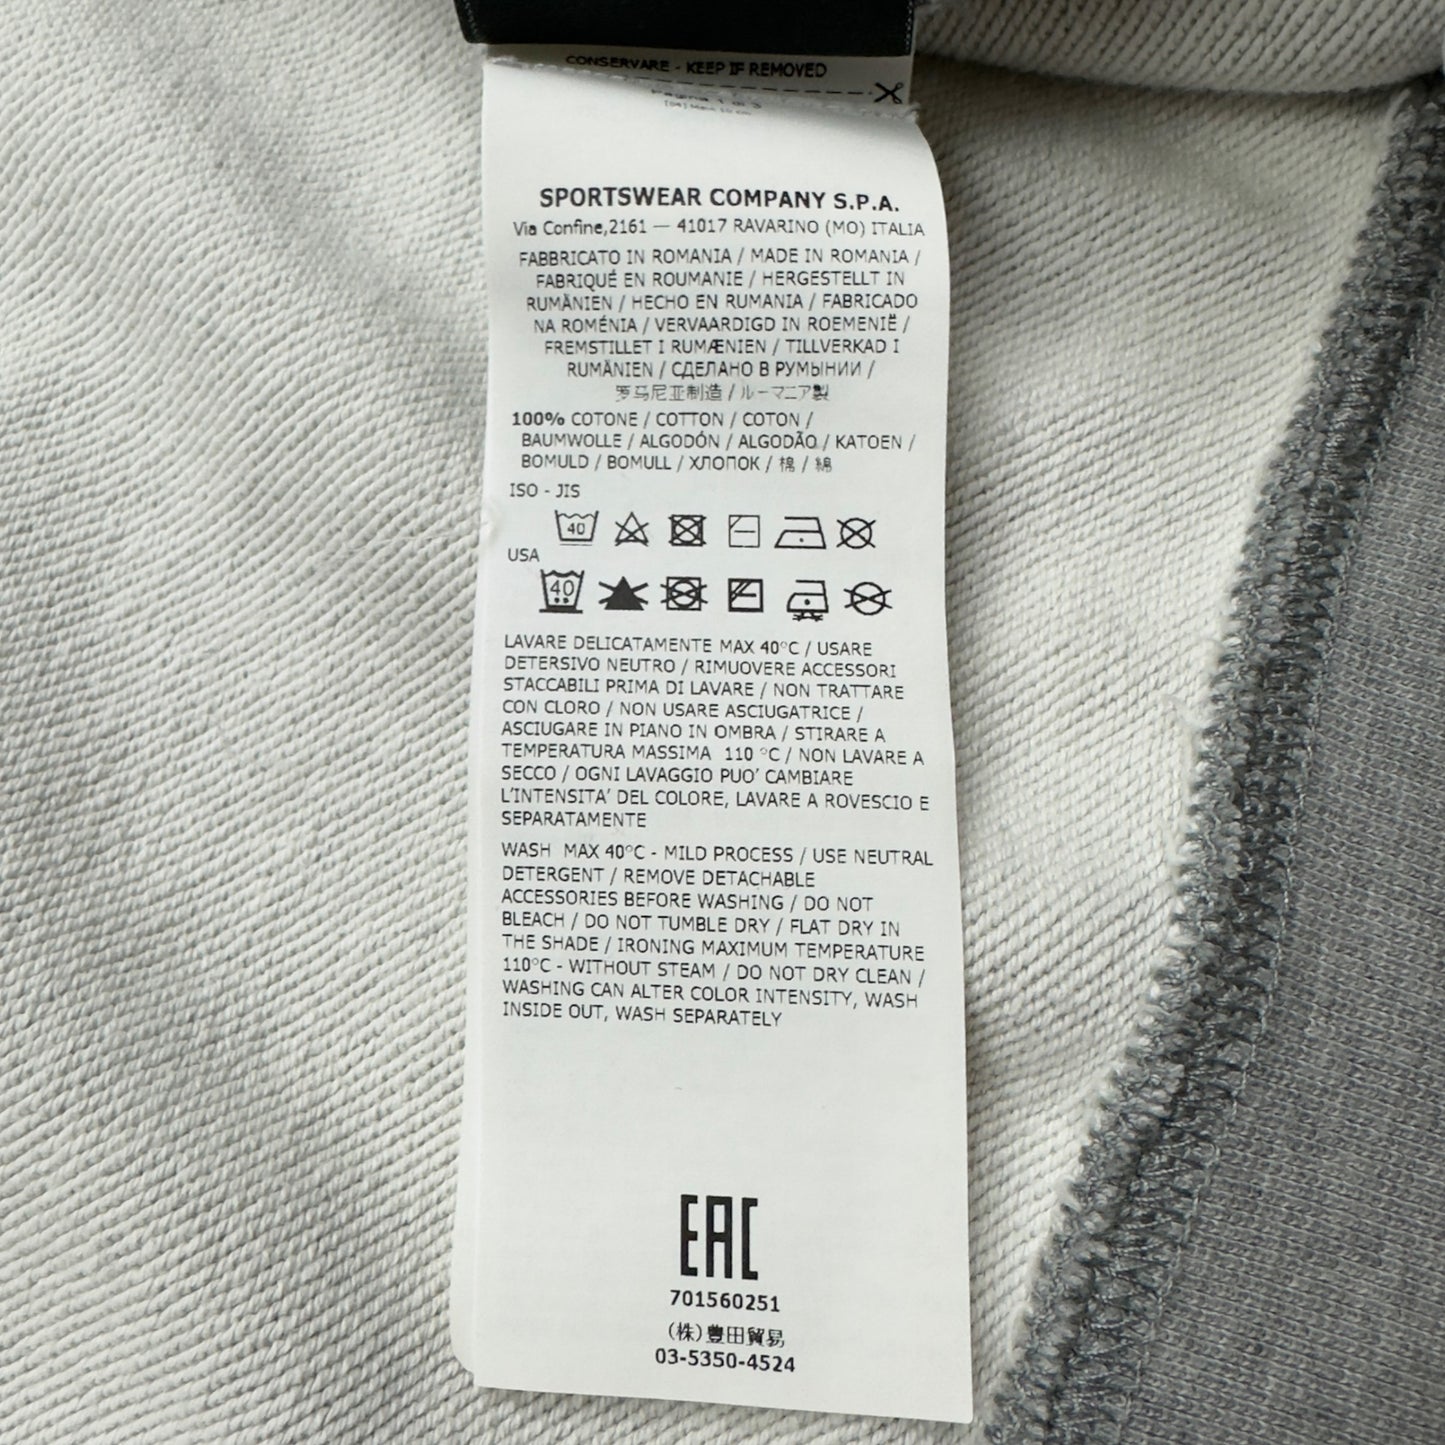 CONSERVARE - KEEP IF REMOVED
SPORTSWEAR COMPANY S.P.A.
Via Confine,2161 — 41017 RAVARINO (MO) ITALIA
FABBRICATO IN ROMANIA / MADE IN ROMANIA /
FABRIQUÉ EN ROUMANIE / HERGESTELLT IN
RUMÄNIEN / HECHO EN RUMANIA / FABRICADO
NA ROMÉNIA / VERVAARDIGD IN ROEMENIË /
FREMSTILLET I RUMÆNIEN / TILLVERKAD I
RUMÄNIEN / СДЕЛАНО В РУМЫНИИ /
罗马尼亚制造 / ルーマニア製
100% COTONE / COTTON / COTON /
BAUMWOLLE / ALGODÓN / ALGODÃO / KATOEN /
BOMULD / BOMULL / ХЛОПОК / 棉 / 綿
ISO - JIS
40
USA
40
LAVARE DELICATAMENTE MAX 40°C / USARE
DETERSIVO NEUTRO / RIMUOVERE ACCESSORI
STACCABILI PRIMA DI LAVARE / NON TRATTARE
CON CLORO / NON USARE ASCIUGATRICE /
ASCIUGARE IN PIANO IN OMBRA / STIRARE A
TEMPERATURA MASSIMA 110 °C / NON LAVARE A
SECCO / OGNI LAVAGGIO PUO' CAMBIARE
L'INTENSITA' DEL COLORE, LAVARE A ROVESCIO E
SEPARATAMENTE
WASH MAX 40°C - MILD PROCESS / USE NEUTRAL
DETERGENT / REMOVE DETACHABLE
ACCESSORIES BEFORE WASHING / DO NOT
BLEACH / DO NOT TUMBLE DRY / FLAT DRY IN
THE SHADE / IRONING MAXIMUM TEMPERATURE
110°C - WITHOUT STEAM / DO NOT DRY CLEAN /
WASHING CAN ALTER COLOR INTENSITY, WASH
INSIDE OUT, WASH SEPARATELY
EAC
701560251
(株)豊田貿易
03-5350-4524